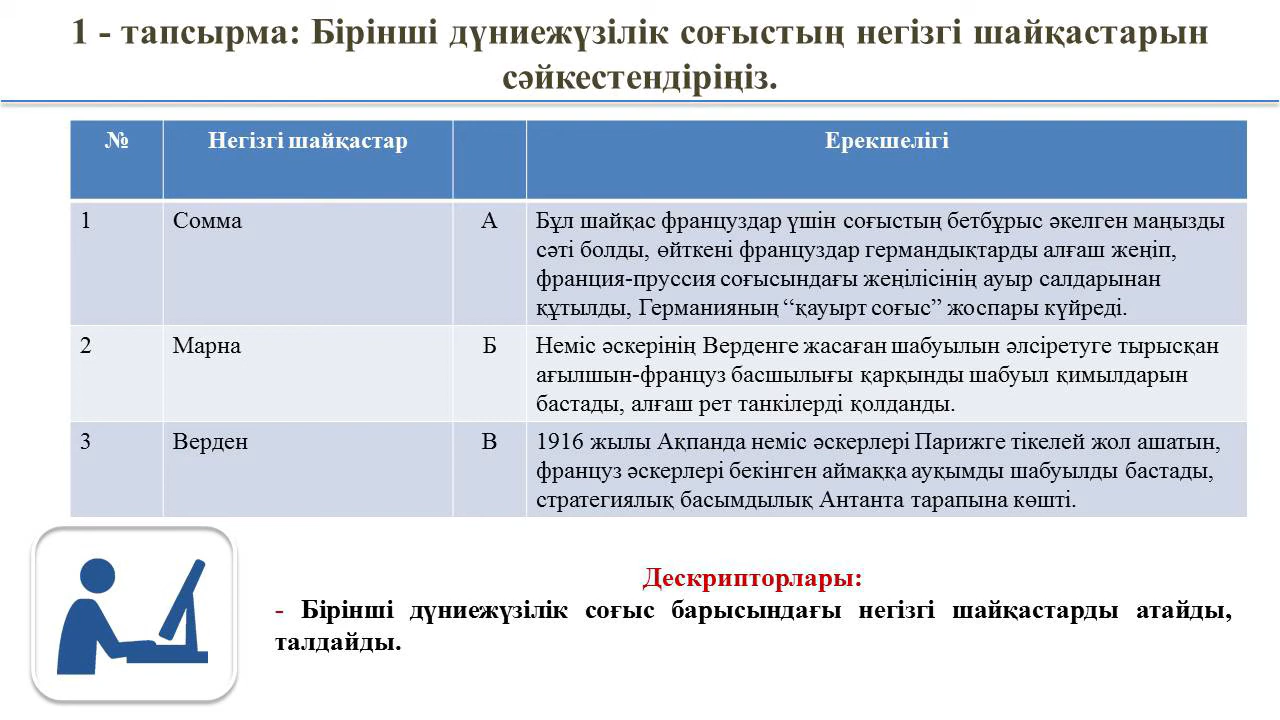 1 - тапсырма: Бірінші дүниежүзілік соғыстың негізгі шайқастарын
сәйкестендіріңіз.
№ Негізгі шайқастар Ерекшелігі
1 Сомма А Бұл шайқас француздар үшін соғыстың бетбұрыс әкелген маңызды
сәті болды, өйткені француздар германдықтарды алғаш жеңіп,
франция-пруссия соғысындағы жеңілісінің ауыр салдарынан
құтылды, Германияның “қауырт соғыс” жоспары күйреді.
2 Марна Б Неміс әскерінің Верденге жасаған шабуылын әлсіретуге тырысқан
ағылшын-француз басшылығы қарқынды шабуыл қимылдарын
бастады, алғаш рет танкілерді қолданды.
3 Верден В 1916 жылы Ақпанда неміс әскерлері Парижге тікелей жол ашатын,
француз әскерлері бекінген аймаққа ауқымды шабуылды бастады,
стратегиялық басымдылық Антанта тарапына көшті.
Дескрипторлары:
- Бірінші дүниежүзілік соғыс барысындағы негізгі шайқастарды атайды,
талдайды.